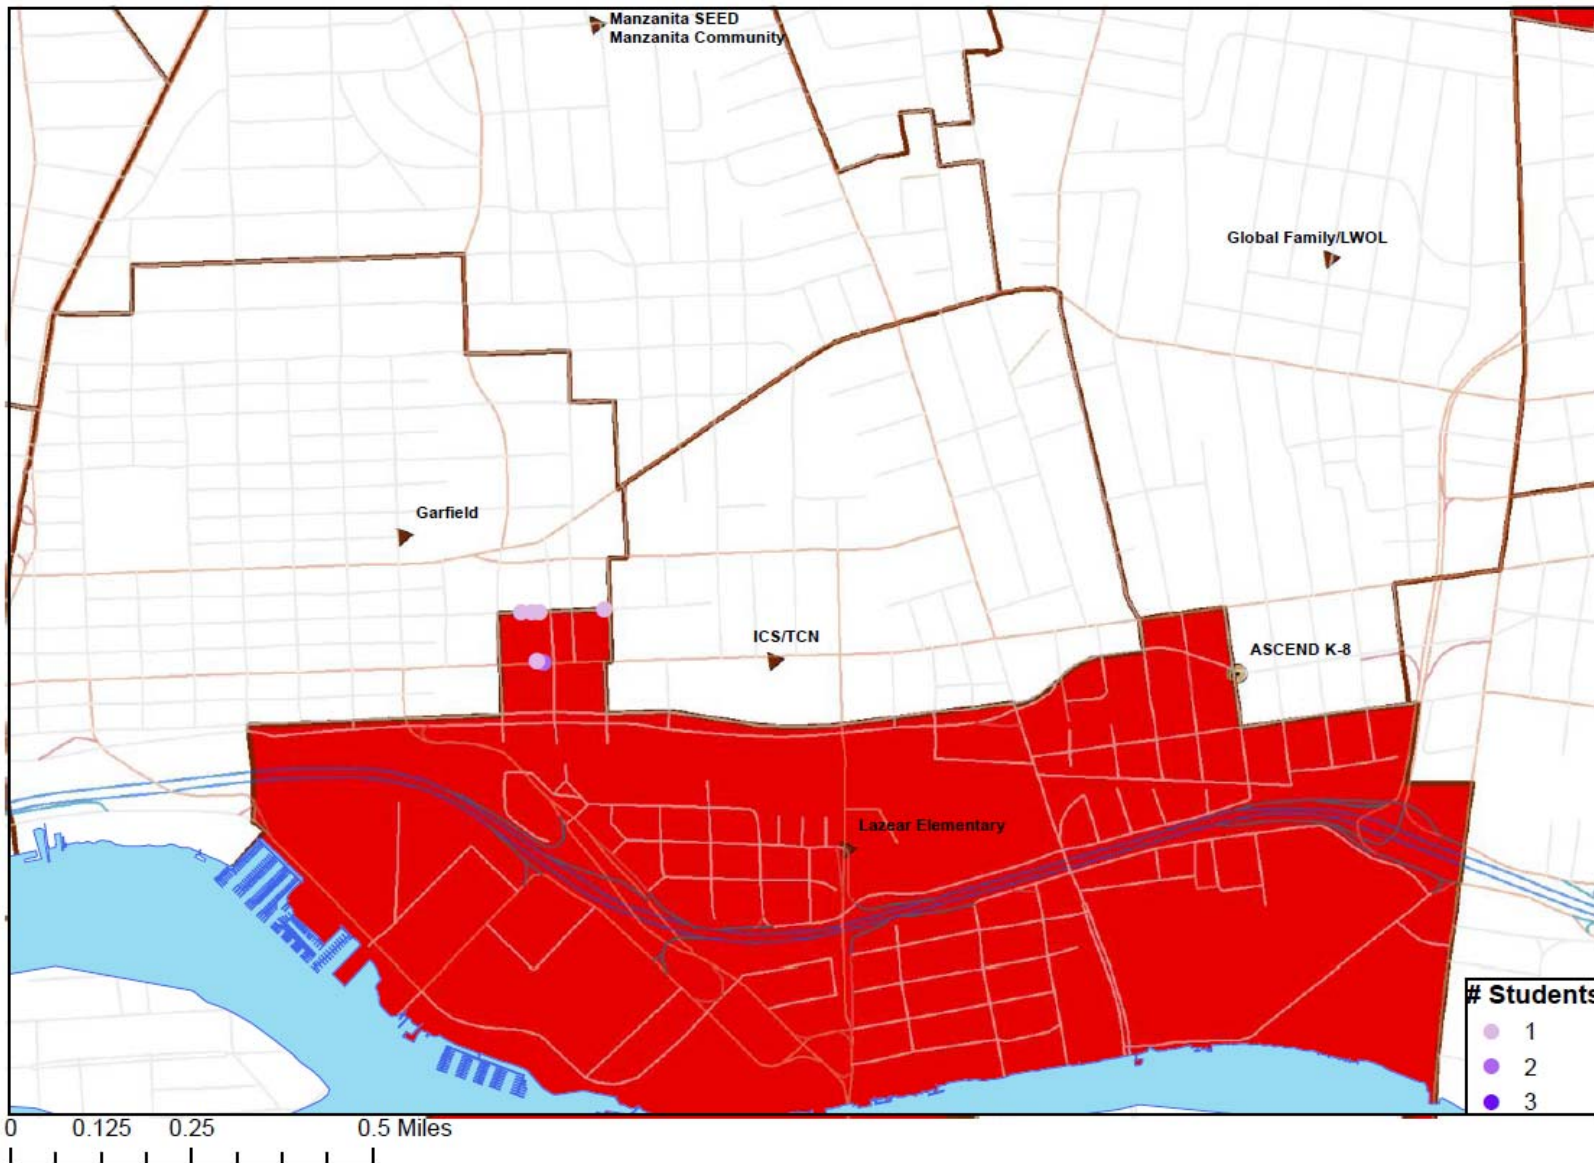 Manzanita SEED
Manzanita Community
Global Family/LWOL
Garfield
ICS/TCN
ASCEND K-8
Lazear Elementary
# Students
1
2
3
0 0.125 0.25 0.5 Miles